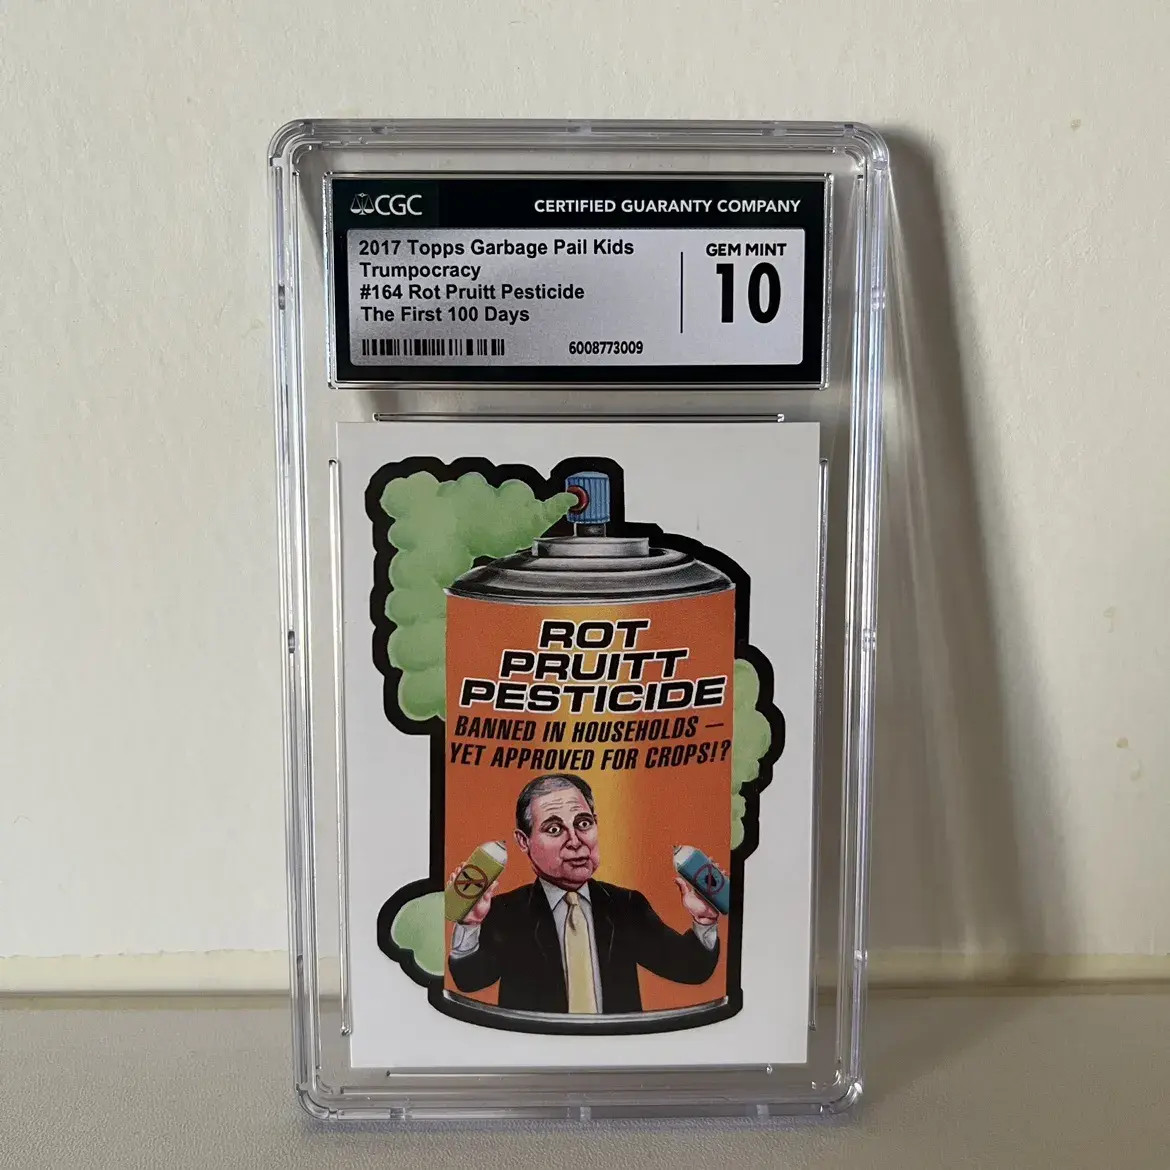 CGC
CERTIFIED GUARANTY COMPANY
2017 Topps Garbage Pail Kids
Trumpocracy
#164 Rot Pruitt Pesticide
The First 100 Days
6008773009
GEM MINT
10
ROT
PRUITT
PESTICIDE
BANNED IN HOUSEHOLDS —
YET APPROVED FOR CROPS!?